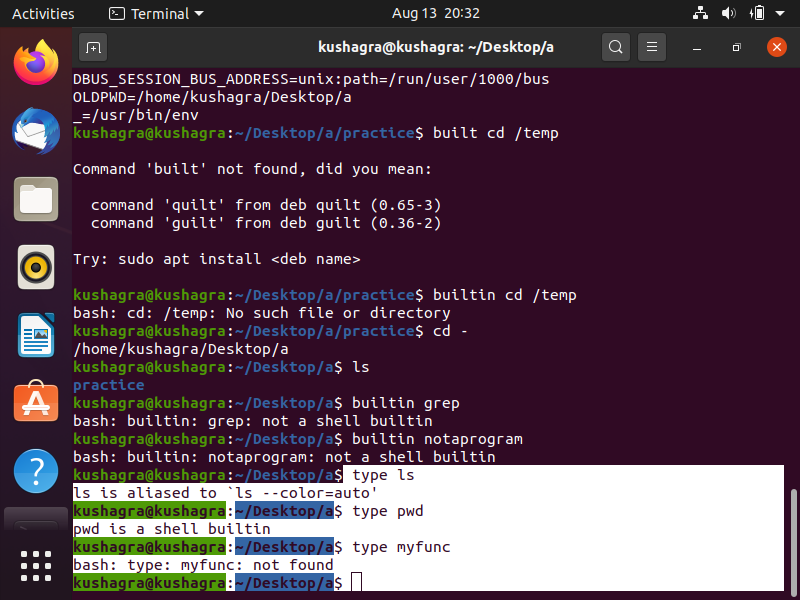 Activities Terminal Aug 13 20:32
kushagra@kushagra: ~/Desktop/a
DBUS_SESSION_BUS_ADDRESS=unix:path=/run/user/1000/bus
OLDPWD=/home/kushagra/Desktop/a
_=/usr/bin/env
kushagra@kushagra:~/Desktop/a/practice$ built cd /temp
Command 'built' not found, did you mean:
command 'quilt' from deb quilt (0.65-3)
command 'guilt' from deb guilt (0.36-2)
Try: sudo apt install <deb name>
kushagra@kushagra:~/Desktop/a/practice$ builtin cd /temp
bash: cd: /temp: No such file or directory
kushagra@kushagra:~/Desktop/a/practice$ cd -
/home/kushagra/Desktop/a
kushagra@kushagra:~/Desktop/a$ ls
practice
kushagra@kushagra:~/Desktop/a$ builtin grep
bash: builtin: grep: not a shell builtin
kushagra@kushagra:~/Desktop/a$ builtin notaprogram
bash: builtin: notaprogram: not a shell builtin
kushagra@kushagra:~/Desktop/a$ type ls
ls is aliased to `ls --color=auto'
kushagra@kushagra:~/Desktop/a$ type pwd
pwd is a shell builtin
kushagra@kushagra:~/Desktop/a$ type myfunc
bash: type: myfunc: not found
kushagra@kushagra:~/Desktop/a$